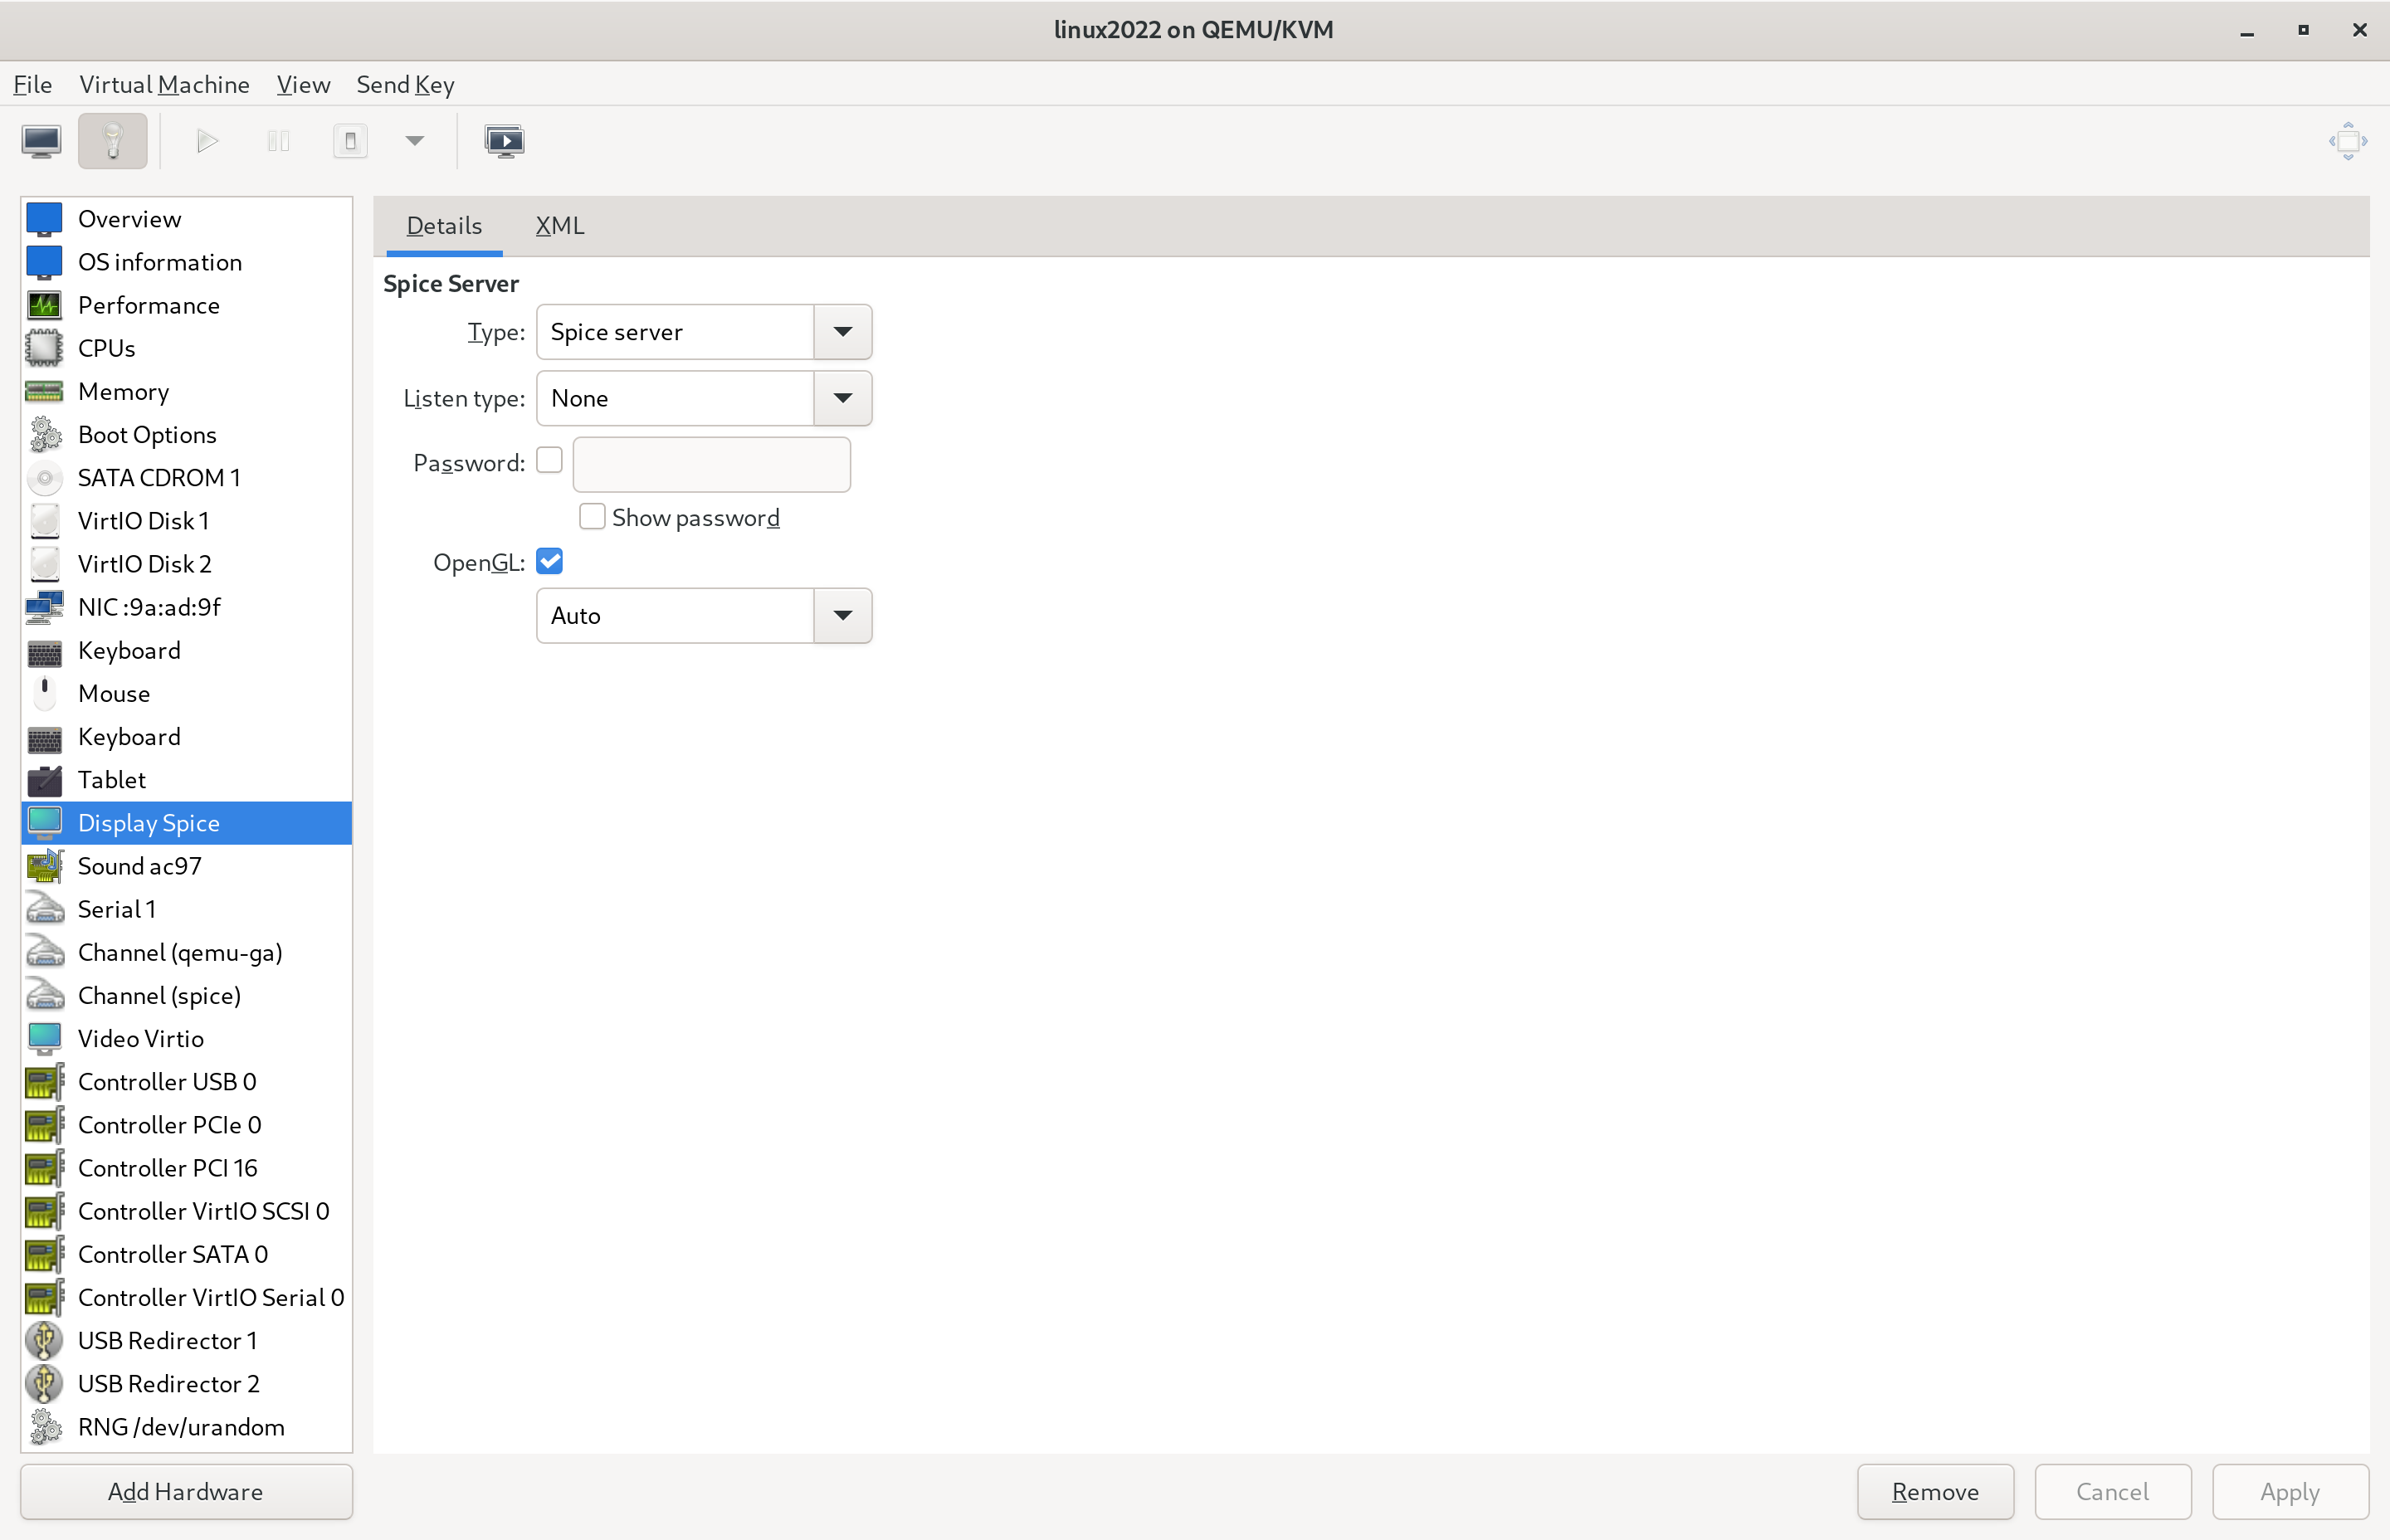 linux2022 on QEMU/KVM
File Virtual Machine View Send Key
Overview
OS information
Performance
CPUs
Memory
Boot Options
SATA CDROM 1
VirtIO Disk 1
VirtIO Disk 2
NIC :9a:ad:9f
Keyboard
Mouse
Keyboard
Tablet
Display Spice
Sound ac97
Serial 1
Channel (qemu-ga)
Channel (spice)
Video Virtio
Controller USB 0
Controller PCIe 0
Controller PCI 16
Controller VirtIO SCSI 0
Controller SATA 0
Controller VirtIO Serial 0
USB Redirector 1
USB Redirector 2
RNG /dev/urandom
Add Hardware
Details XML
Spice Server
Type: Spice server
Listen type: None
Password:
Show password
OpenGL:
Auto
Remove Cancel Apply